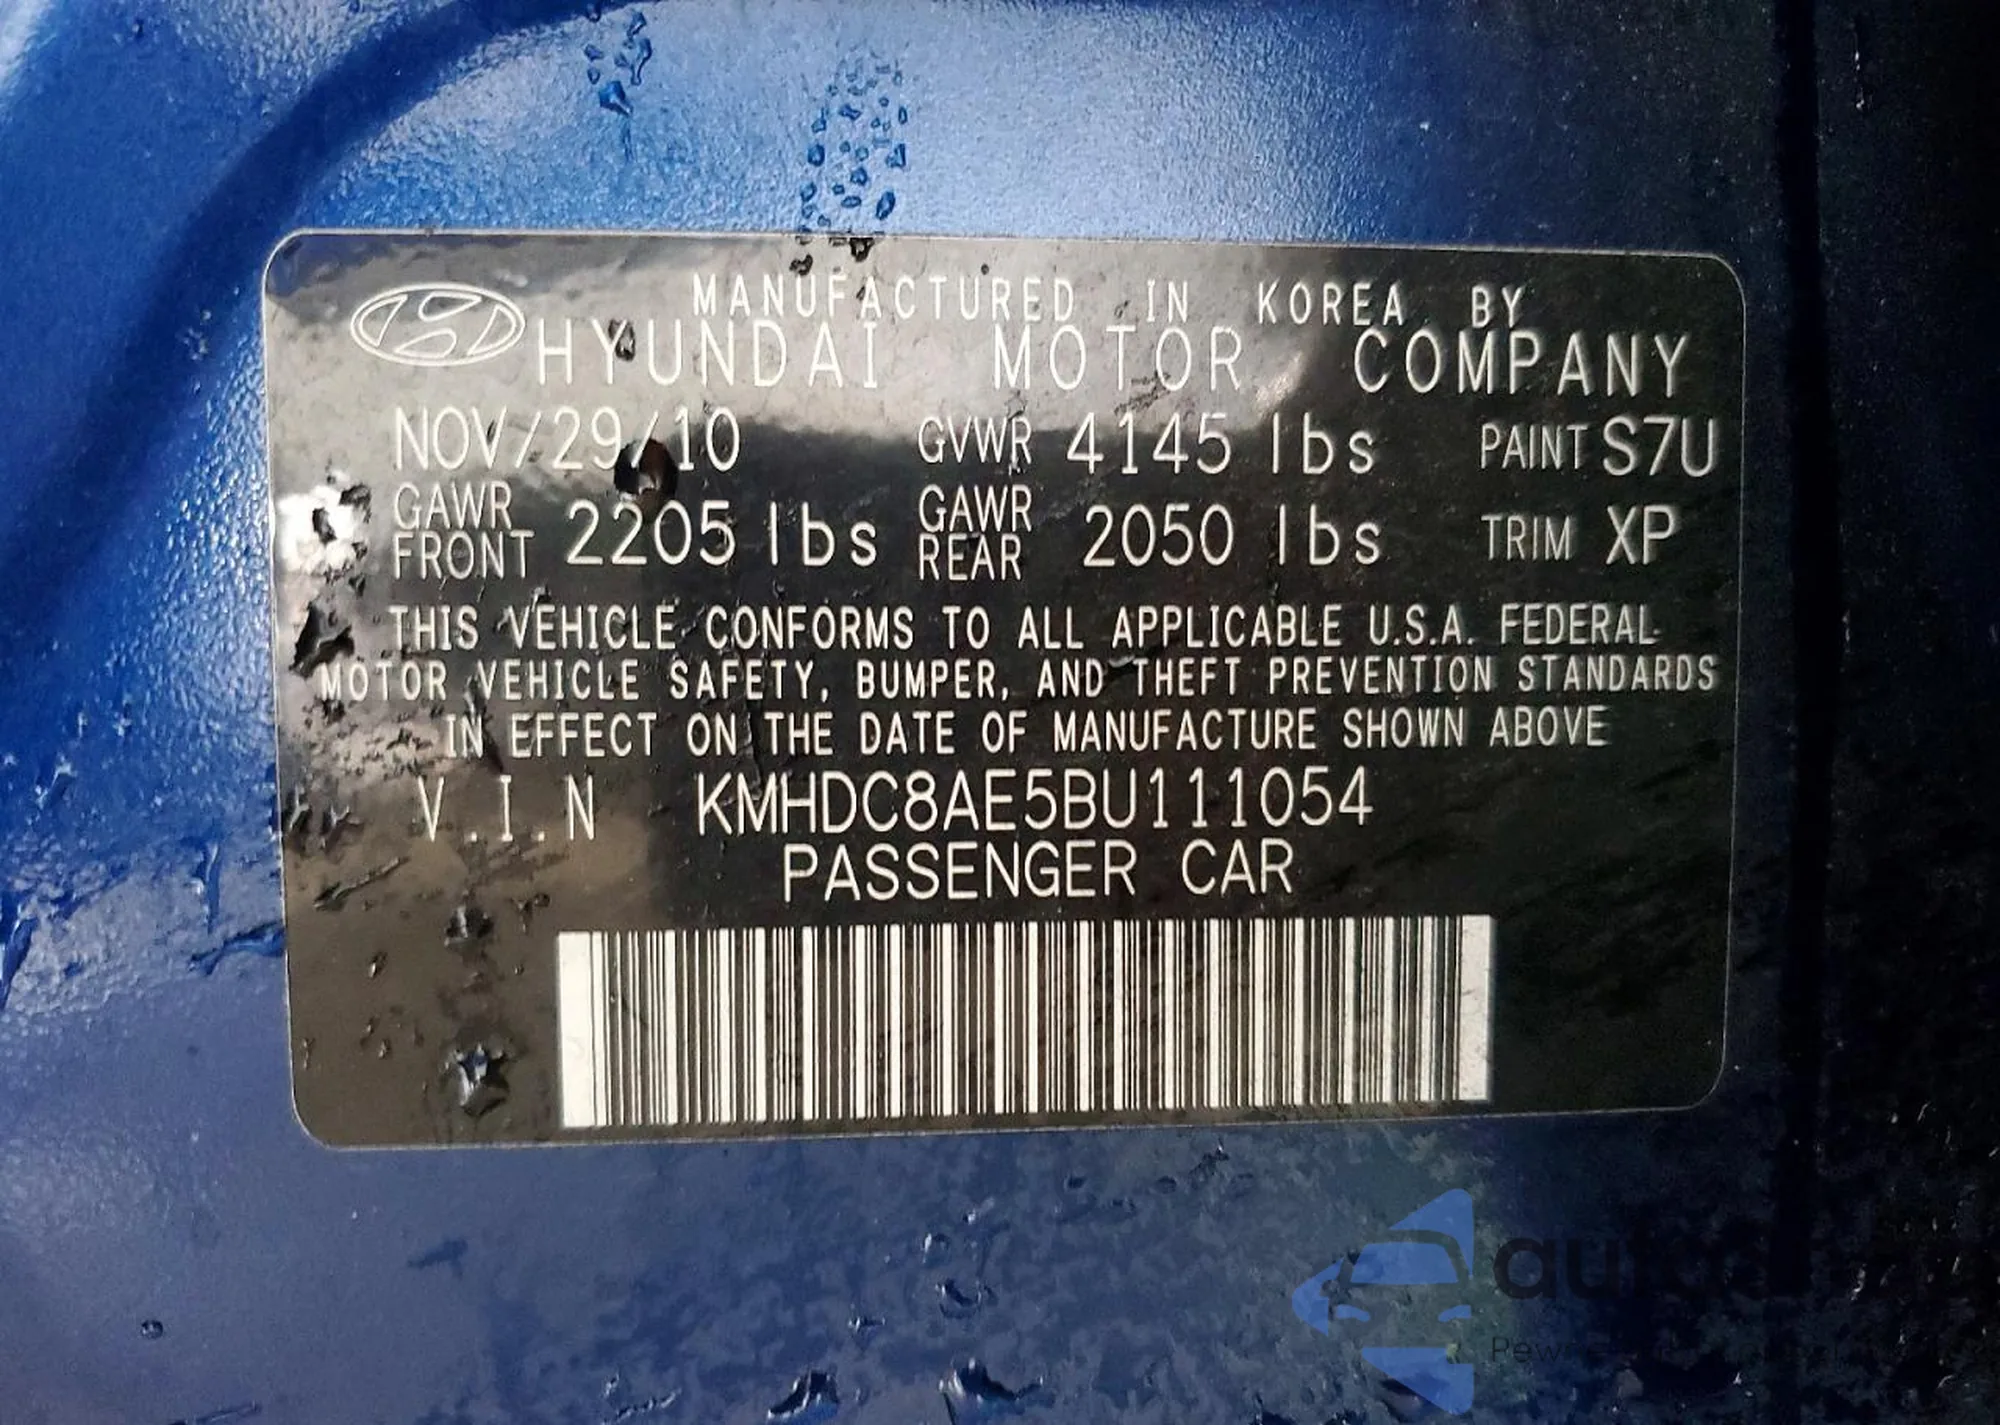 MANUFACTURED IN KOREA BY
HYUNDAI MOTOR COMPANY
NOV/29/10 GVWR 4145 lbs PAINT S7U
GAWR FRONT 2205 lbs GAWR REAR 2050 lbs TRIM XP
THIS VEHICLE CONFORMS TO ALL APPLICABLE U.S.A. FEDERAL
MOTOR VEHICLE SAFETY, BUMPER, AND THEFT PREVENTION STANDARDS
IN EFFECT ON THE DATE OF MANUFACTURE SHOWN ABOVE
V.I.N KMHDC8AE5BU111054
PASSENGER CAR